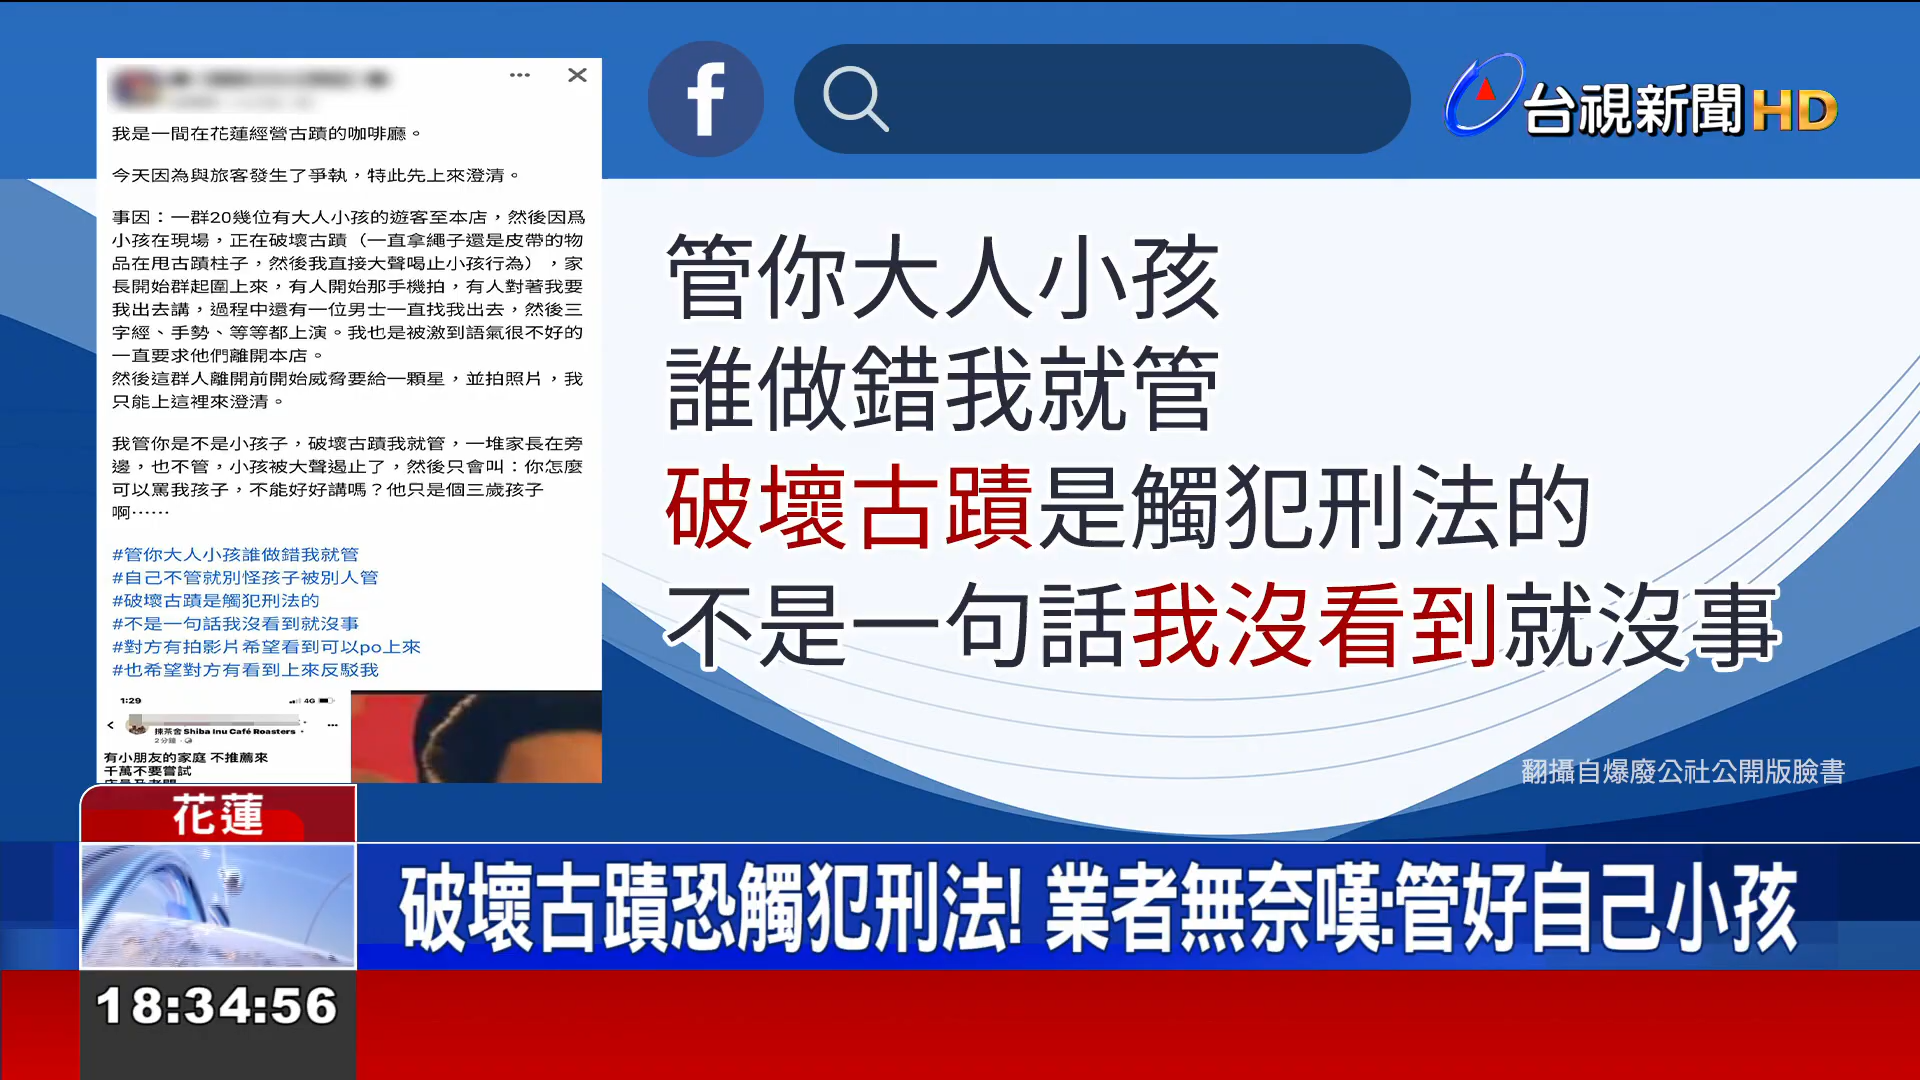 我是一間在花蓮經營古蹟的咖啡廳。
今天因為與旅客發生了爭執，特此先上來澄清。
事因：一群20幾位有大人小孩的遊客至本店，然後因爲
小孩在現場，正在破壞古蹟（一直拿繩子還是皮帶的物
品在甩古蹟柱子，然後我直接大聲喝止小孩行為），家
長開始群起圍上來，有人開始那手機拍，有人對著我要
我出去講，過程中還有一位男士一直找我出去，然後三
字經、手勢、等等都上演。我也是被激到語氣很不好的
一直要求他們離開本店。
然後這群人離開前開始威脅要給一顆星，並拍照片，我
只能上這裡來澄清。
我管你是不是小孩子，破壞古蹟我就管，一堆家長在旁
邊，也不管，小孩被大聲遏止了，然後只會叫：你怎麼
可以罵我孩子，不能好好講嗎？他只是個三歲孩子
啊⋯⋯
#管你大人小孩誰做錯我就管
#自己不管就別怪孩子被別人管
#破壞古蹟是觸犯刑法的
#不是一句話我沒看到就沒事
#對方有拍影片希望看到可以po上來
#也希望對方有看到上來反駁我
1:29
4G
Shiba Inu Café Roasters
2分鐘
有小朋友的家庭 不推薦來
千萬不要嘗試
f
台視新聞HD
管你大人小孩
誰做錯我就管
破壞古蹟是觸犯刑法的
不是一句話我沒看到就沒事
翻攝自爆廢公社公開版臉書
花蓮
破壞古蹟恐觸犯刑法! 業者無奈嘆:管好自己小孩
18:34:56